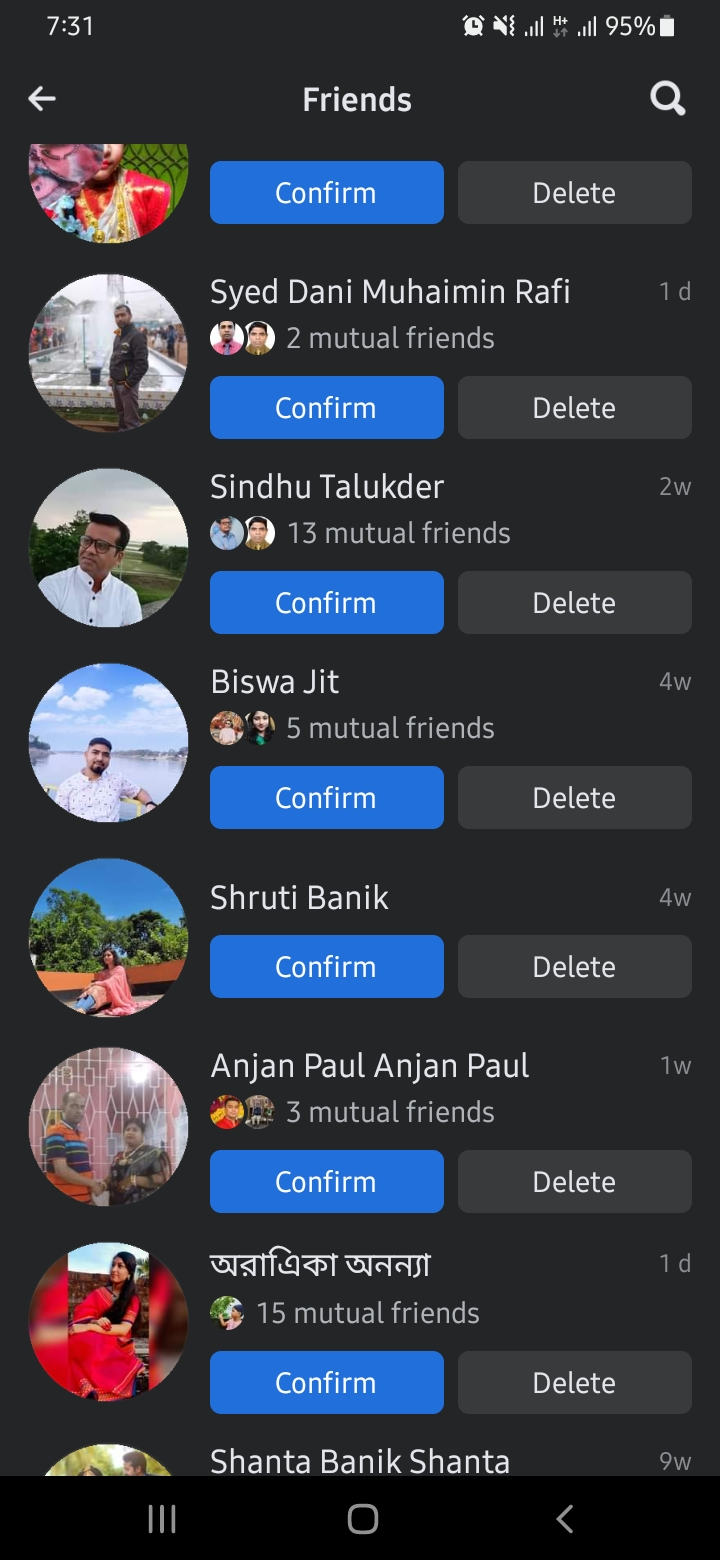 7:31 H+ 95%
Friends
Confirm Delete
Syed Dani Muhaimin Rafi 1 d
2 mutual friends
Confirm Delete
Sindhu Talukder 2w
13 mutual friends
Confirm Delete
Biswa Jit 4w
5 mutual friends
Confirm Delete
Shruti Banik 4w
Confirm Delete
Anjan Paul Anjan Paul 1w
3 mutual friends
Confirm Delete
অরাএিকা অনন্যা 1 d
15 mutual friends
Confirm Delete
Shanta Banik Shanta 9w